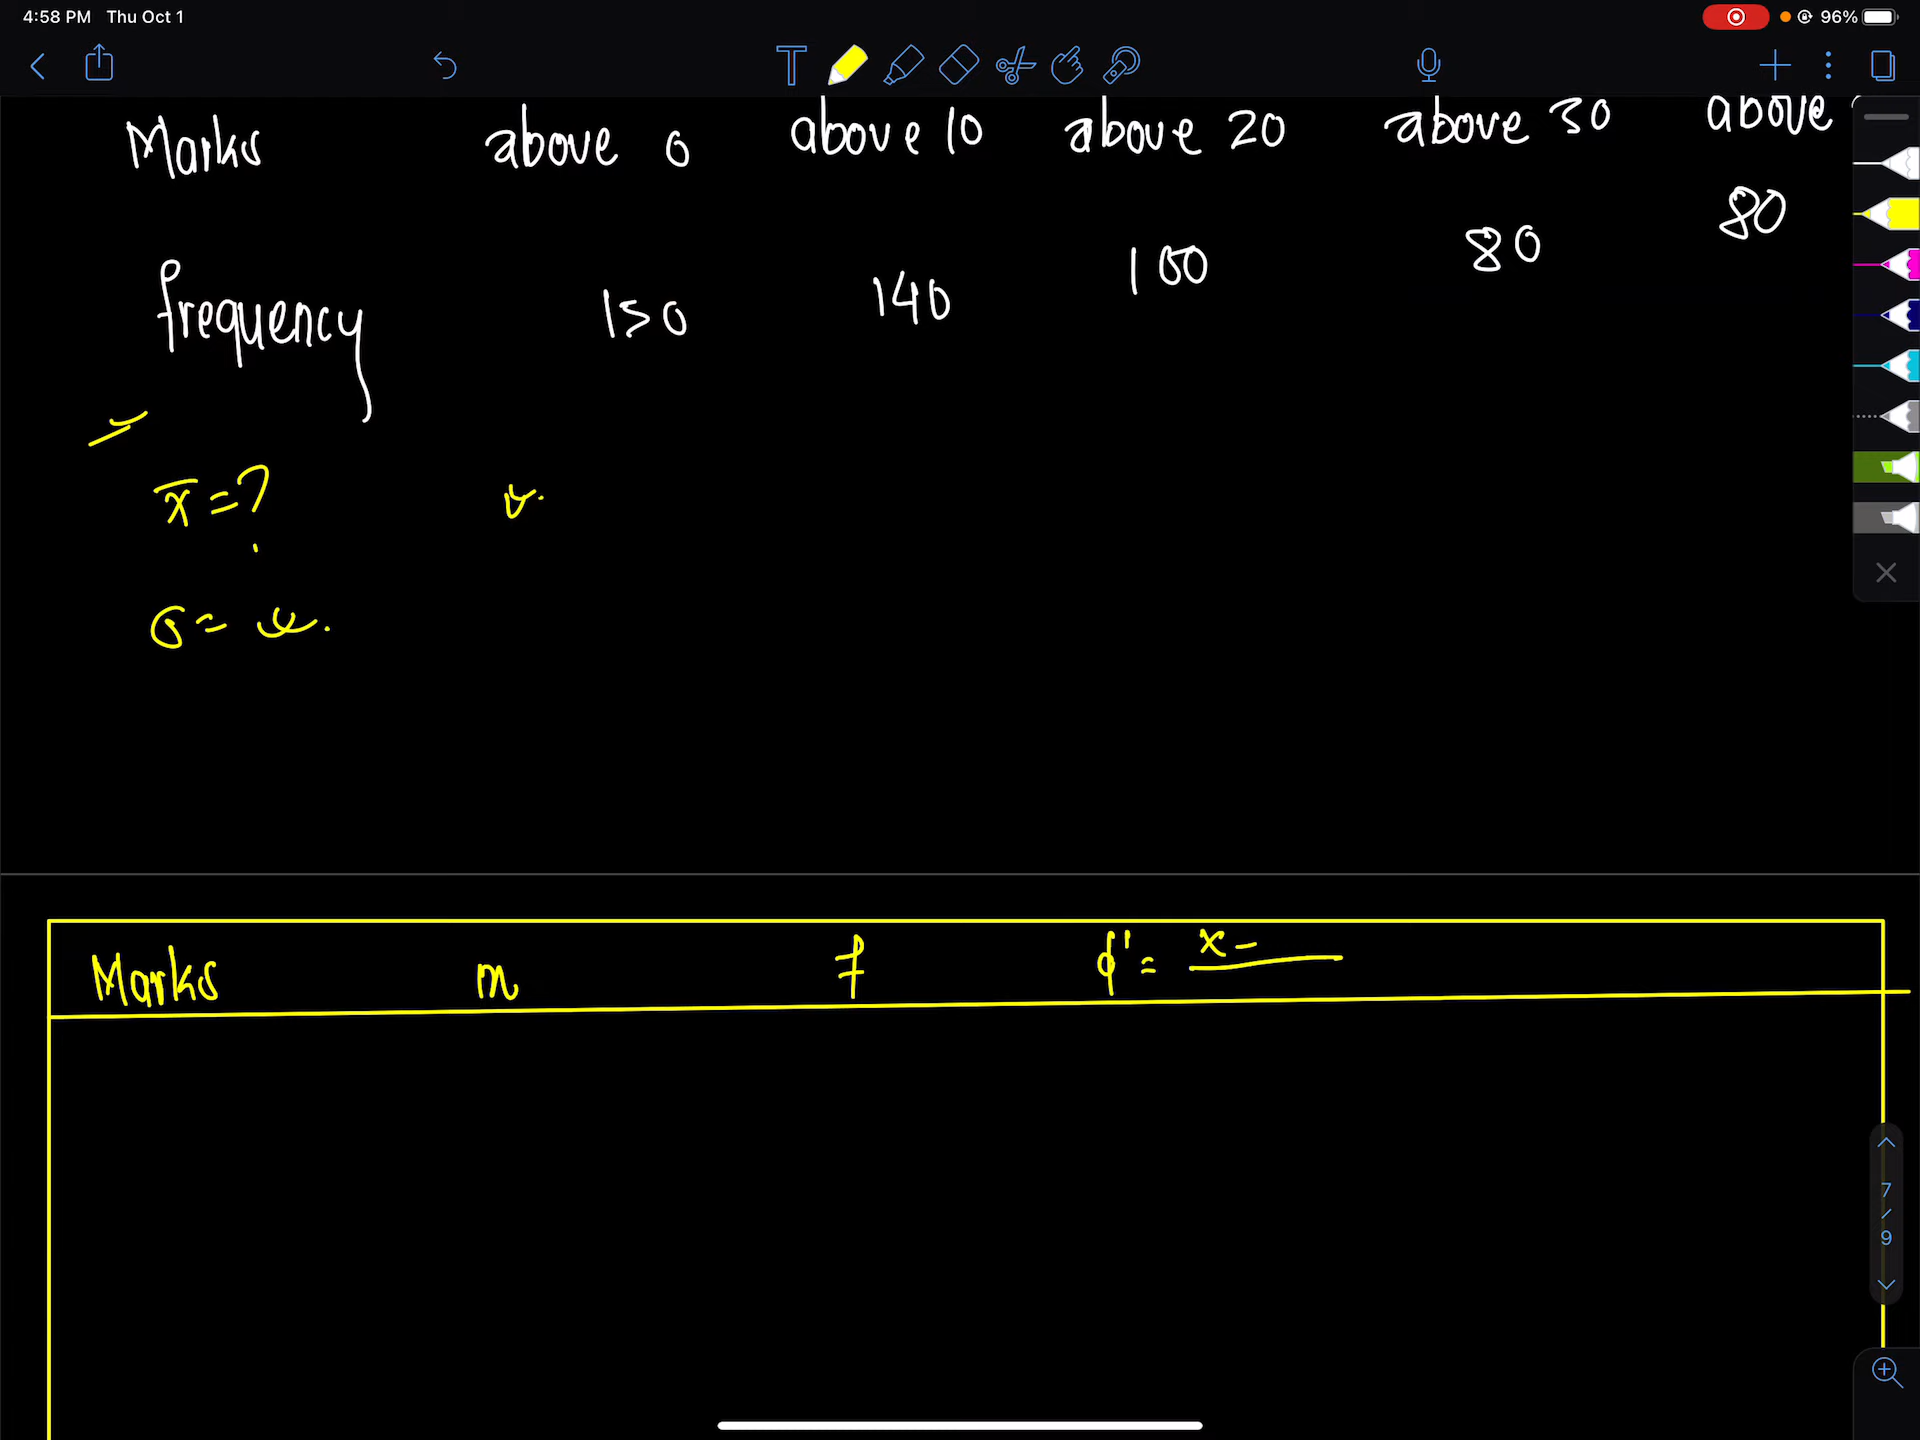 4:58 PM Thu Oct 1 96%
Marks above 0 above 10 above 20 above 30 above
frequency 150 140 100 80 80
x̄ = ?
σ =
Marks m f d' = x -
7 / 9